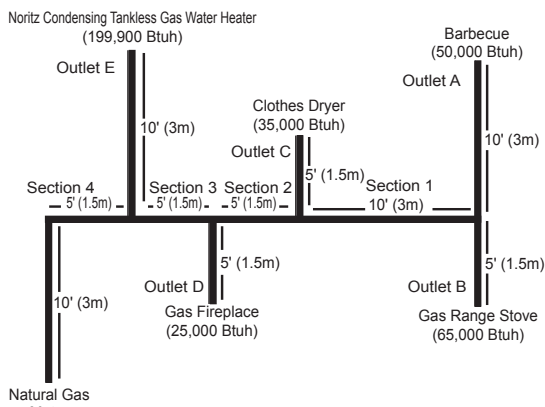 Noritz Condensing Tankless Gas Water Heater
(199,900 Btuh)
Outlet E
Barbecue
(50,000 Btuh)
Outlet A
Clothes Dryer
(35,000 Btuh)
Outlet C
10' (3m)
10' (3m)
5' (1.5m)
Section 4
5' (1.5m)
Section 3
5' (1.5m)
Section 2
5' (1.5m)
Section 1
10' (3m)
5' (1.5m)
5' (1.5m)
Outlet D
Outlet B
10' (3m)
Gas Fireplace
(25,000 Btuh)
Gas Range Stove
(65,000 Btuh)
Natural Gas